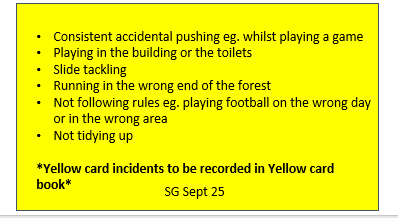 • Consistent accidental pushing eg. whilst playing a game
• Playing in the building or the toilets
• Slide tackling
• Running in the wrong end of the forest
• Not following rules eg. playing football on the wrong day
or in the wrong area
• Not tidying up
*Yellow card incidents to be recorded in Yellow card
book*
SG Sept 25